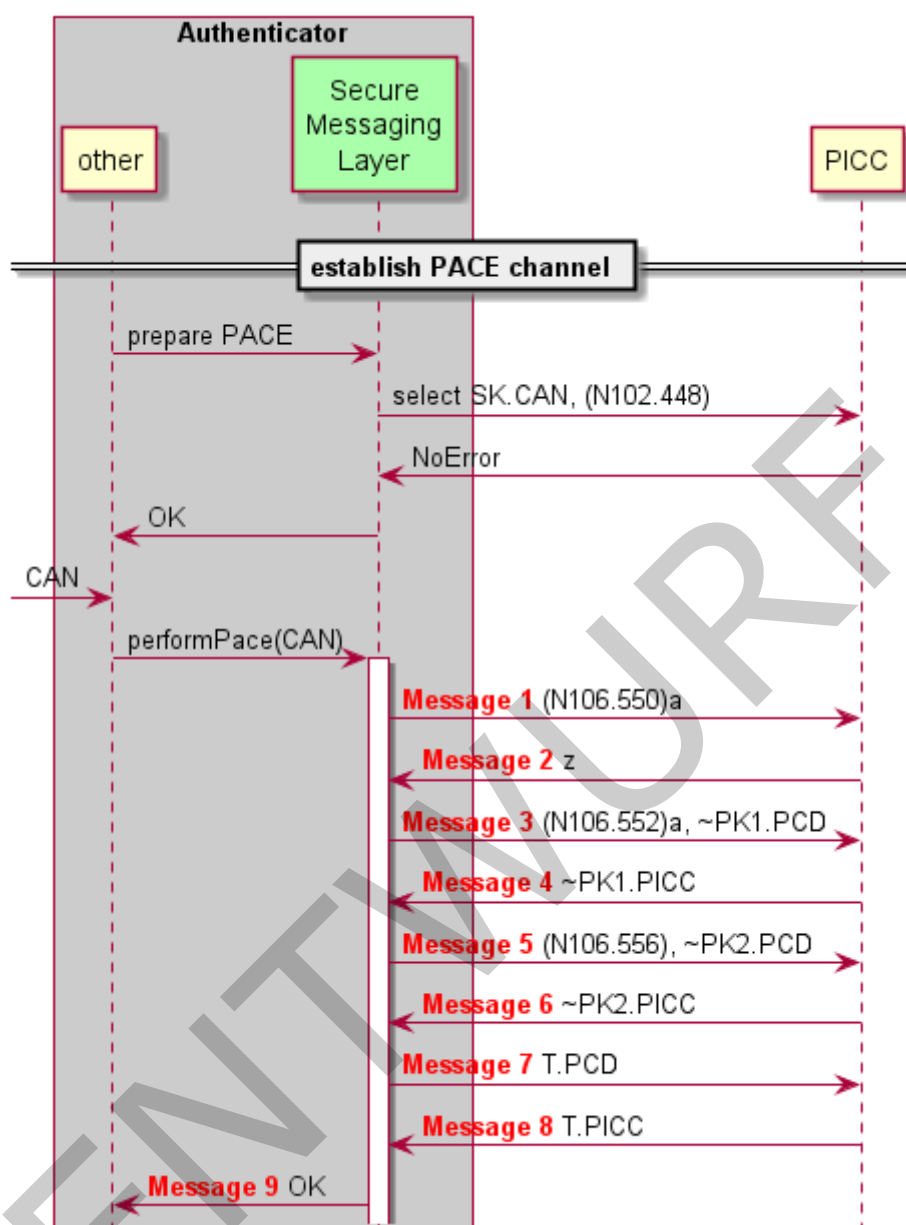 Authenticator
other
Secure
Messaging
Layer
PICC
establish PACE channel
prepare PACE
select SK.CAN, (N102.448)
NoError
OK
CAN
performPace(CAN)
Message 1 (N106.550)a
Message 2 z
Message 3 (N106.552)a, ~PK1.PCD
Message 4 ~PK1.PICC
Message 5 (N106.556), ~PK2.PCD
Message 6 ~PK2.PICC
Message 7 T.PCD
Message 8 T.PICC
Message 9 OK
ENTWURF